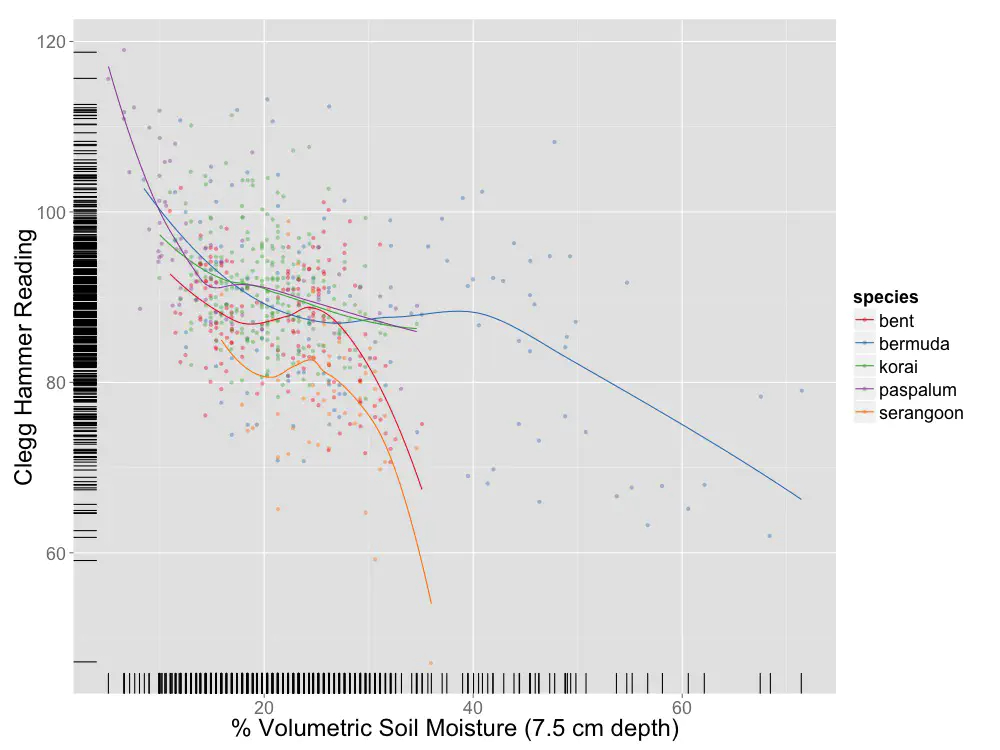 120
100
80
60
Clegg Hammer Reading
20
40
60
% Volumetric Soil Moisture (7.5 cm depth)
species
bent
bermuda
korai
paspalum
serangoon